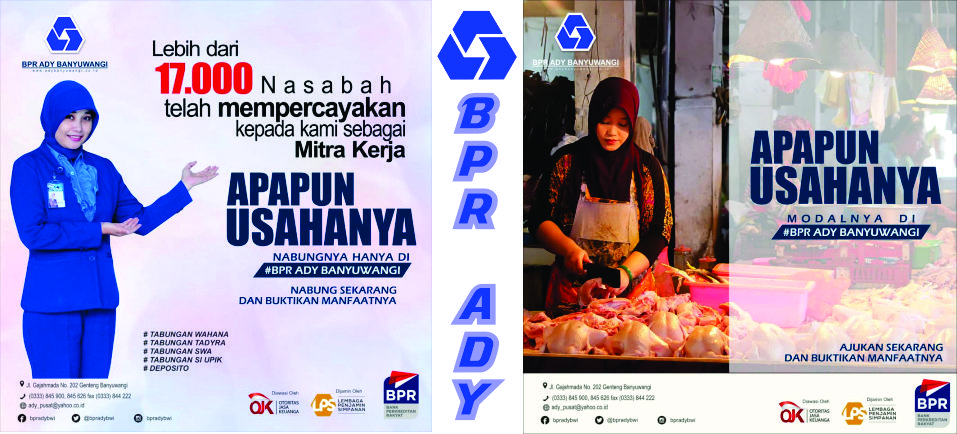 BPR ADY BANYUWANGI
www.adybanyuwangi.co.id
Lebih dari
17.000 Nasabah
telah mempercayakan
kepada kami sebagai
Mitra Kerja
APAPUN
USAHANYA
NABUNGNYA HANYA DI
#BPR ADY BANYUWANGI
NABUNG SEKARANG
DAN BUKTIKAN MANFAATNYA
# TABUNGAN WAHANA
# TABUNGAN TADYRA
# TABUNGAN SWA
# TABUNGAN SI UPIK
# DEPOSITO
Jl. Gajahmada No. 202 Genteng Banyuwangi
(0333) 845 900, 845 626 fax (0333) 844 222
ady_pusat@yahoo.co.id
bpradybwi @bpradybwi bpradybwi
Diawasi Oleh
OJK OTORITAS
JASA
KEUANGAN
Dijamin Oleh
LPS LEMBAGA
PENJAMIN
SIMPANAN
BPR
BANK
PERKREDITAN
RAKYAT
BPR
ADY
BPR ADY BANYUWANGI
APAPUN
USAHANYA
MODALNYA DI
#BPR ADY BANYUWANGI
AJUKAN SEKARANG
DAN BUKTIKAN MANFAATNYA
Jl. Gajahmada No. 202 Genteng Banyuwangi
(0333) 845 900, 845 626 fax (0333) 844 222
ady_pusat@yahoo.co.id
bpradybwi @bpradybwi bpradybwi
Diawasi Oleh
OJK OTORITAS
JASA
KEUANGAN
Dijamin Oleh
LPS LEMBAGA
PENJAMIN
SIMPANAN
BPR
BANK
PERKREDITAN
RAKYAT